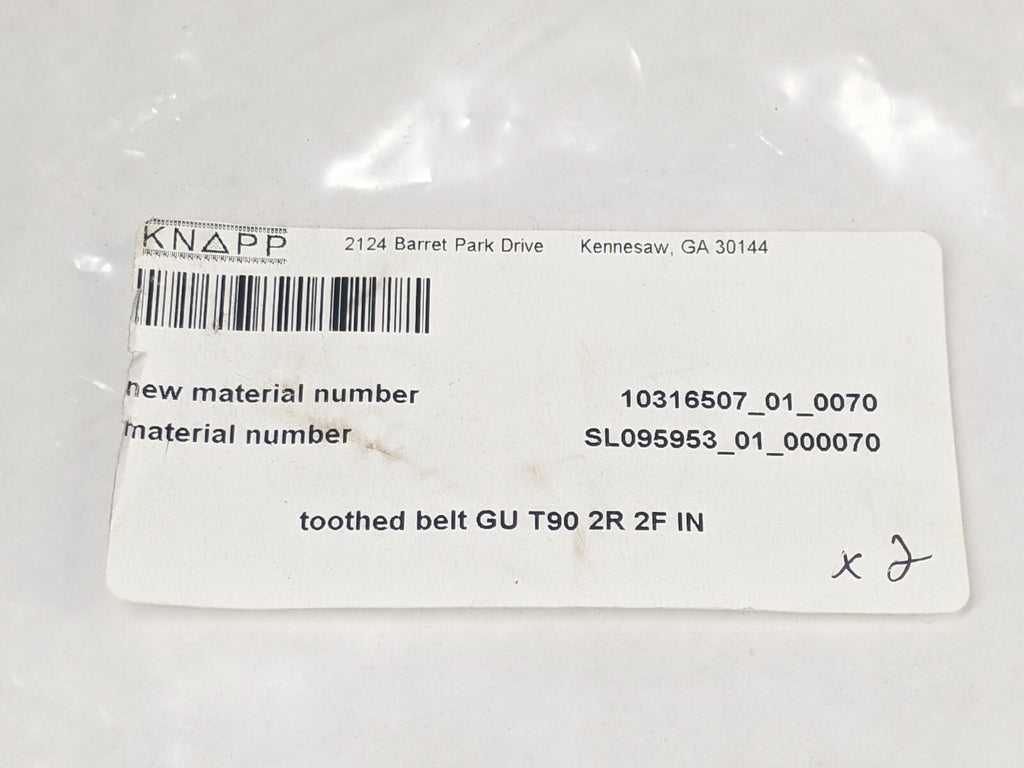 KNAPP 2124 Barret Park Drive Kennesaw, GA 30144
new material number 10316507_01_0070
material number SL095953_01_000070
toothed belt GU T90 2R 2F IN
x 2